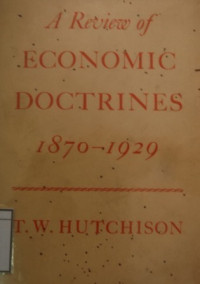 A Review of
ECONOMIC
DOCTRINES
1870-1929
T. W. HUTCHISON